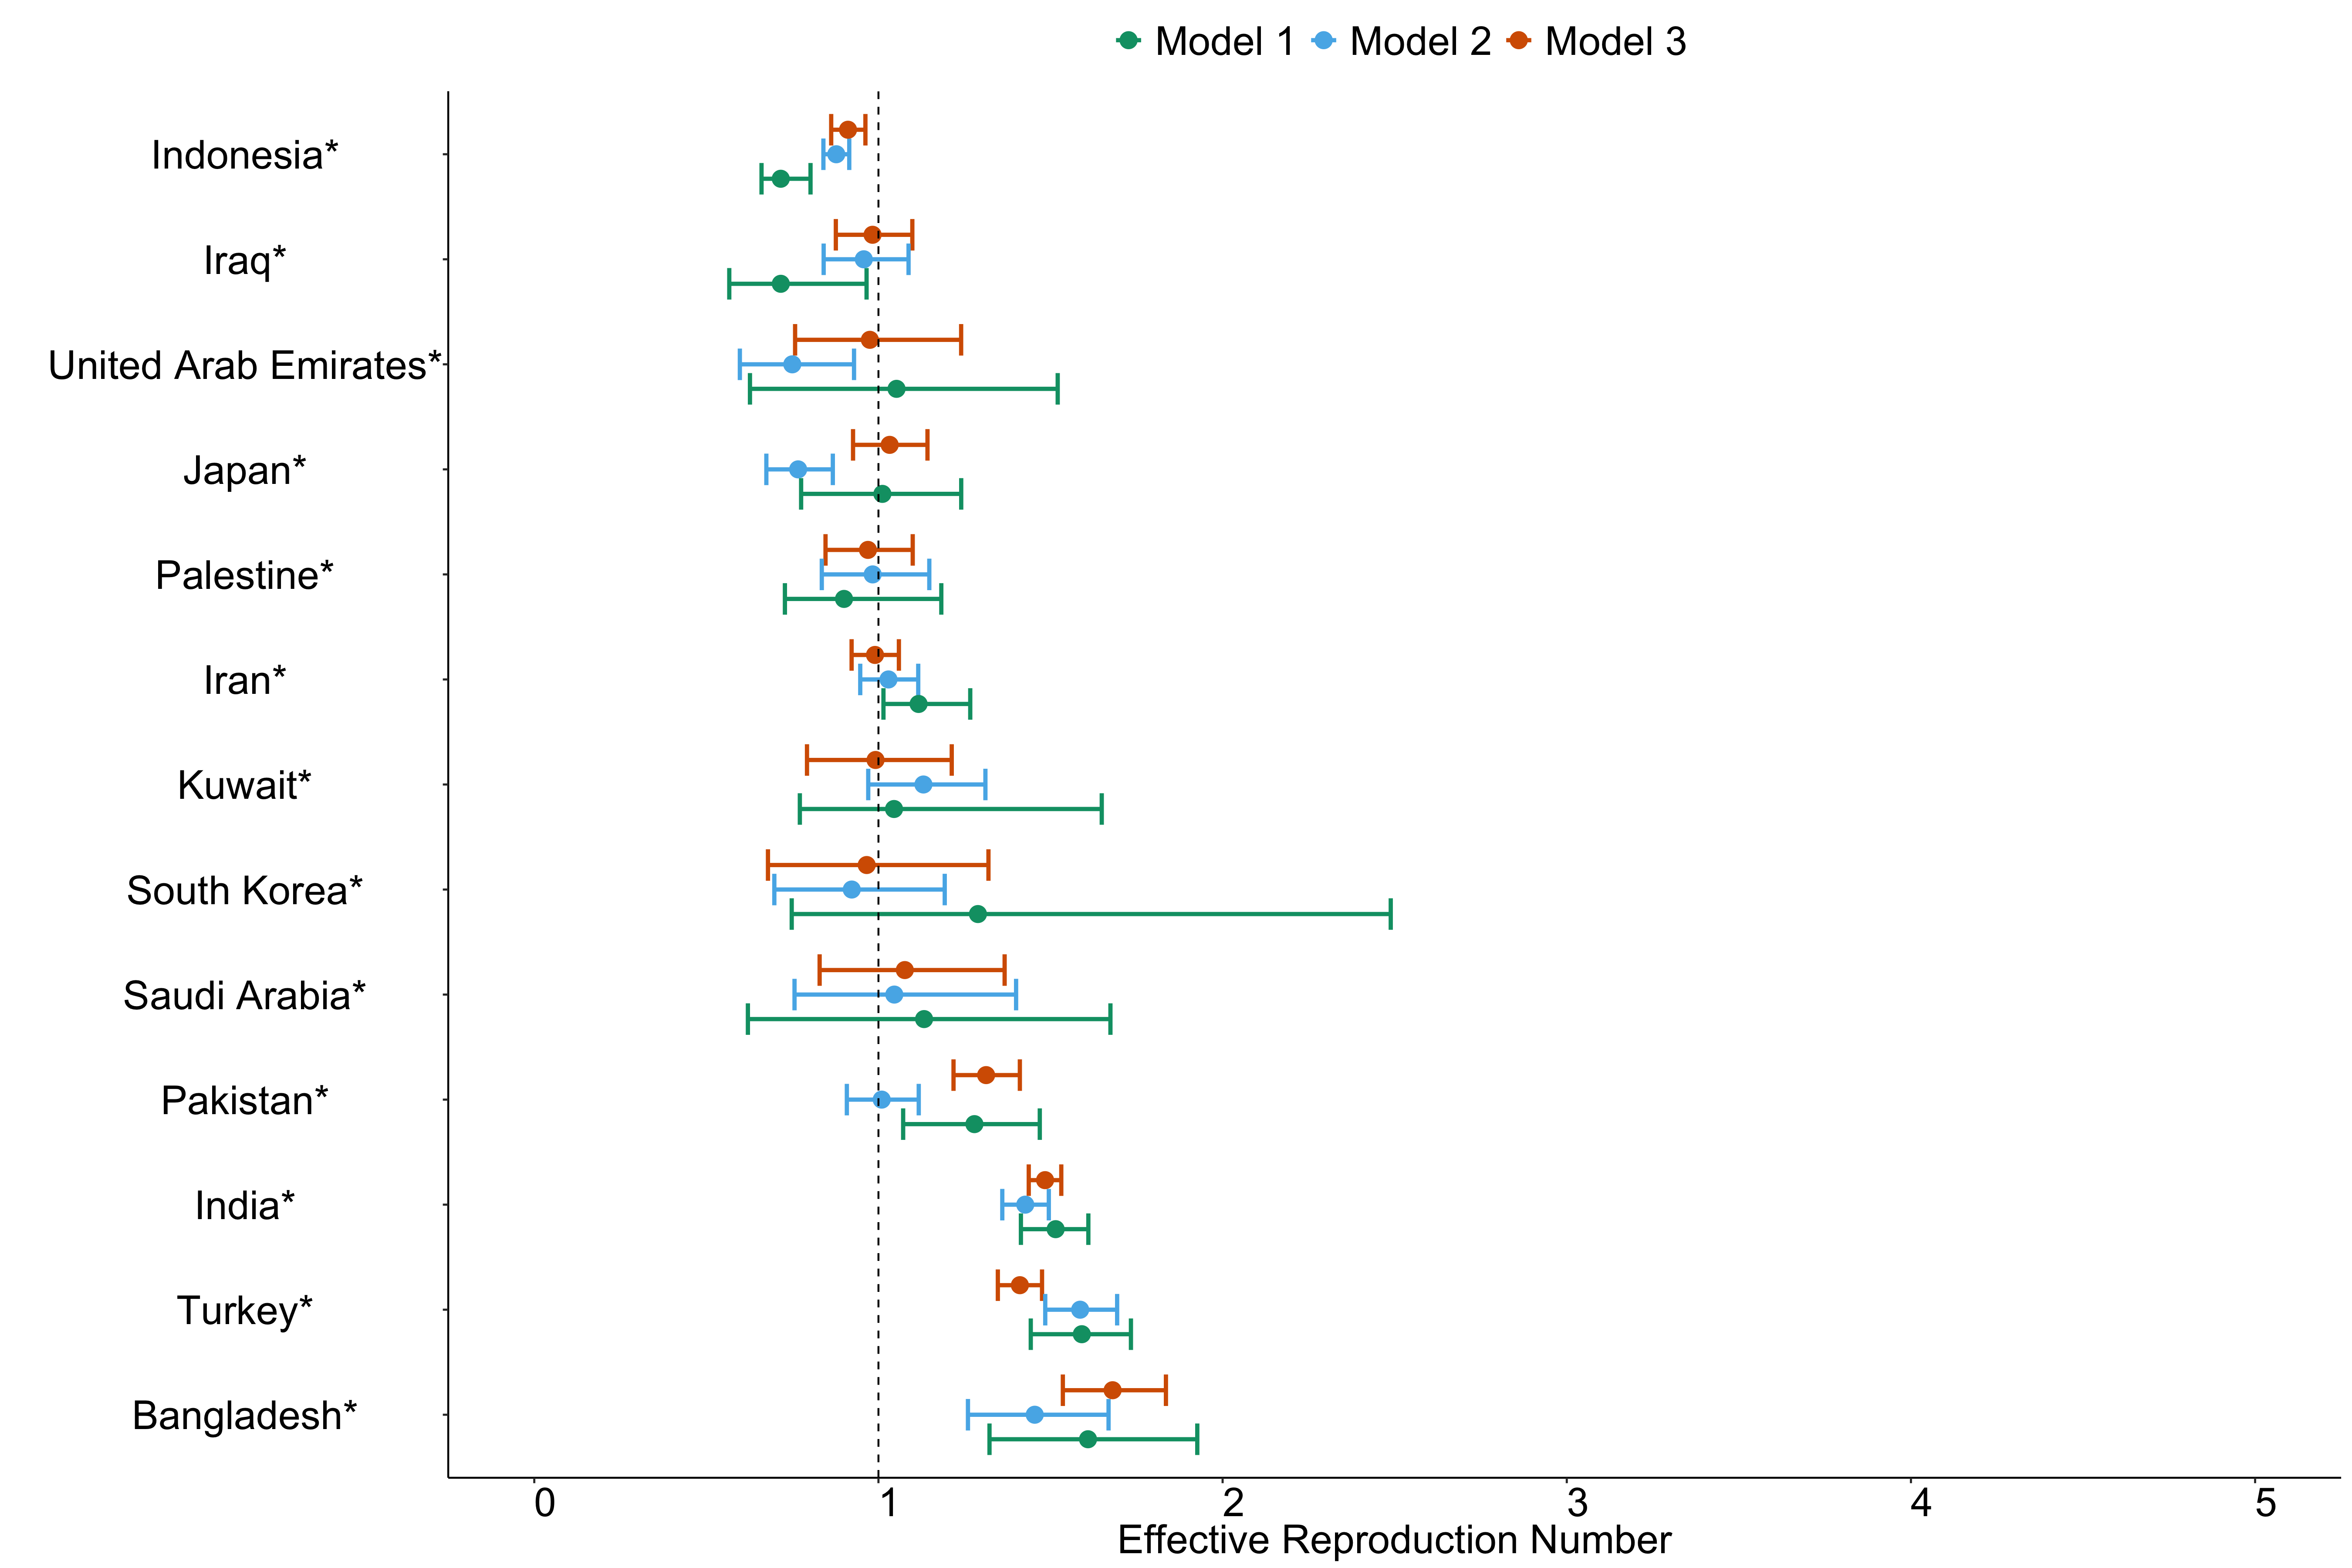 Model 1 Model 2 Model 3
Indonesia*
Iraq*
United Arab Emirates*
Japan*
Palestine*
Iran*
Kuwait*
South Korea*
Saudi Arabia*
Pakistan*
India*
Turkey*
Bangladesh*
0 1 2 3 4 5
Effective Reproduction Number